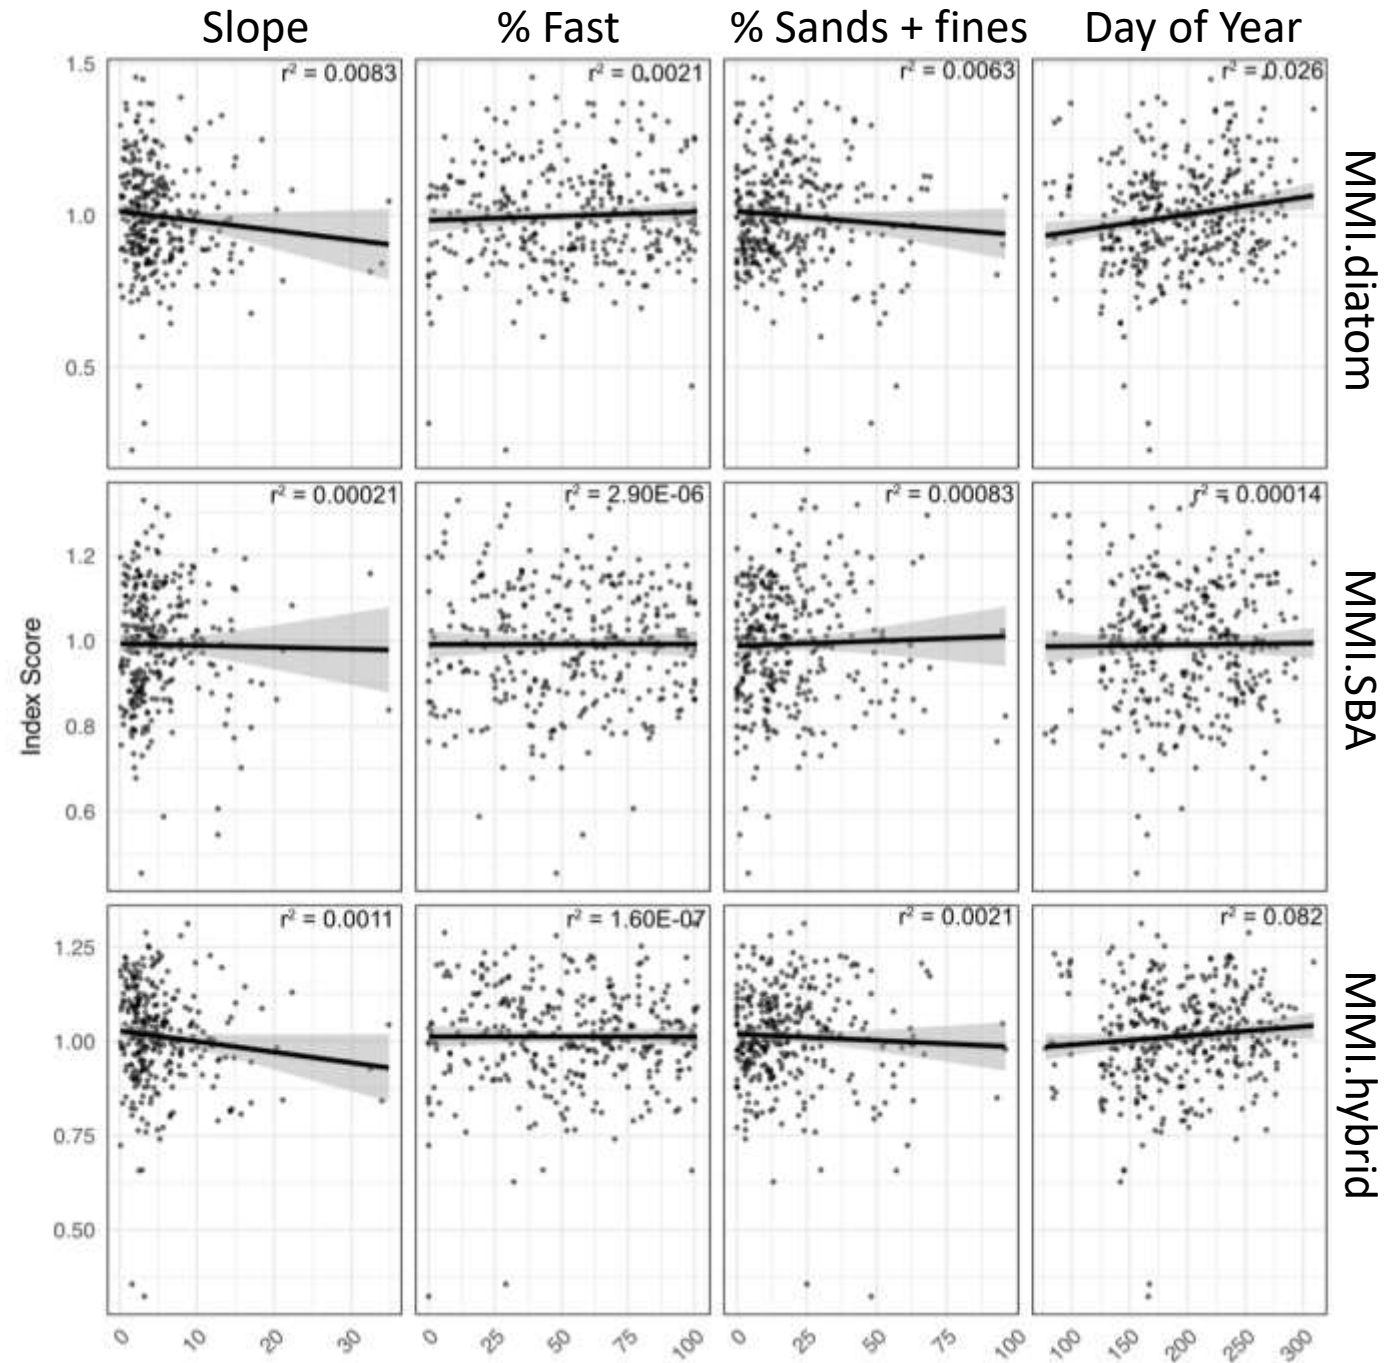 Slope % Fast % Sands + fines Day of Year
1.5 r² = 0.0083 r² = 0.0021 r² = 0.0063 r² = 0.026
1.0
0.5
MMI.diatom
r² = 0.00021 r² = 2.90E-06 r² = 0.00083 r² = 0.00014
1.2
1.0
0.8
0.6
MMI.SBA
Index Score
r² = 0.0011 r² = 1.60E-07 r² = 0.0021 r² = 0.082
1.25
1.00
0.75
0.50
MMI.hybrid
0 10 20 30 0 25 50 75 100 0 25 50 75 100 100 150 200 250 300